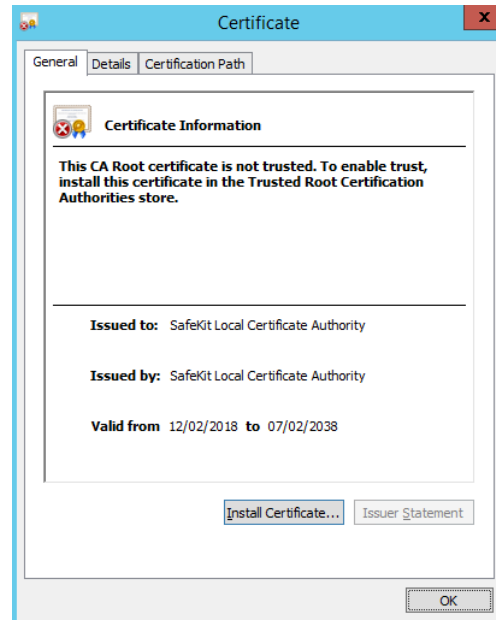 Certificate
x
General Details Certification Path
Certificate Information
This CA Root certificate is not trusted. To enable trust,
install this certificate in the Trusted Root Certification
Authorities store.
Issued to: SafeKit Local Certificate Authority
Issued by: SafeKit Local Certificate Authority
Valid from 12/02/2018 to 07/02/2038
Install Certificate... Issuer Statement
OK